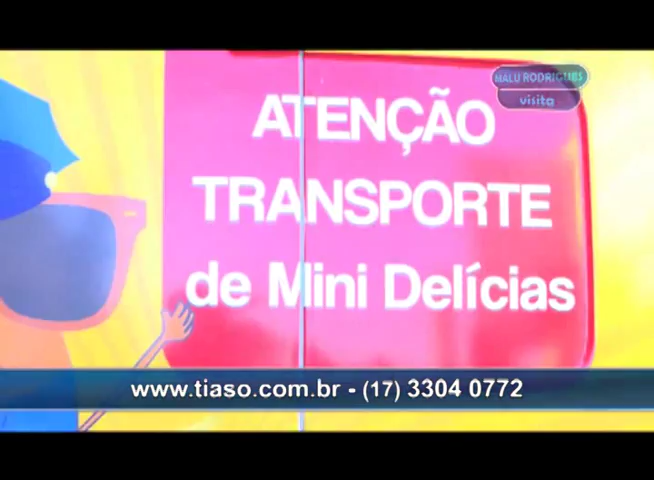 MALU RODRIGUES
visita
ATENÇÃO
TRANSPORTE
de Mini Delícias
www.tiaso.com.br - (17) 3304 0772